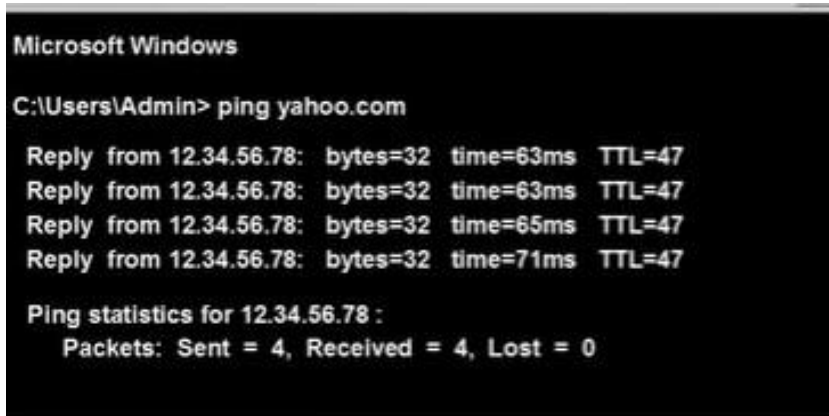 Microsoft Windows
C:\Users\Admin> ping yahoo.com
Reply from 12.34.56.78: bytes=32 time=63ms TTL=47
Reply from 12.34.56.78: bytes=32 time=63ms TTL=47
Reply from 12.34.56.78: bytes=32 time=65ms TTL=47
Reply from 12.34.56.78: bytes=32 time=71ms TTL=47
Ping statistics for 12.34.56.78 :
Packets: Sent = 4, Received = 4, Lost = 0